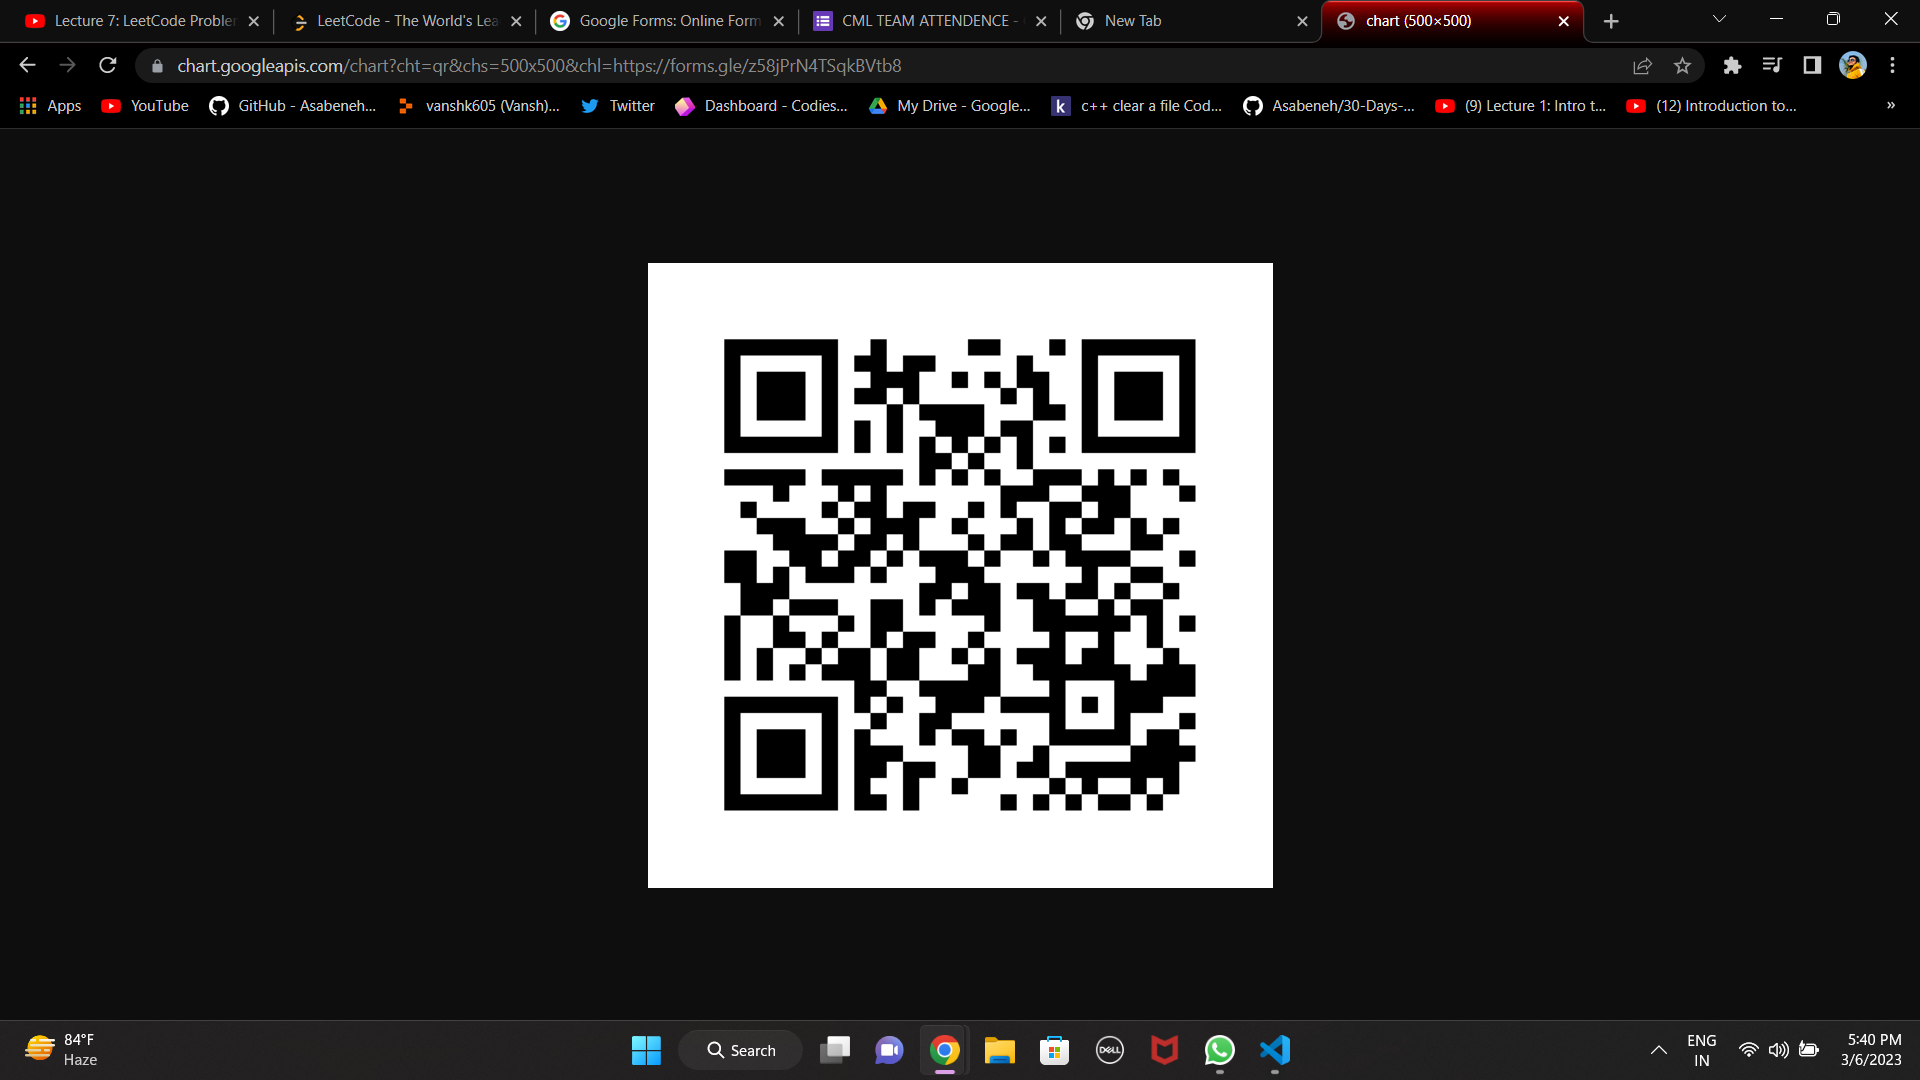 Lecture 7: LeetCode Probler
LeetCode - The World's Lea
Google Forms: Online Form
CML TEAM ATTENDENCE -
New Tab
chart (500×500)
chart.googleapis.com/chart?cht=qr&chs=500x500&chl=https://forms.gle/z58jPrN4TSqkBVtb8
Apps
YouTube
GitHub - Asabeneh...
vanshk605 (Vansh)...
Twitter
Dashboard - Codies...
My Drive - Google...
k
c++ clear a file Cod...
Asabeneh/30-Days-...
(9) Lecture 1: Intro t...
(12) Introduction to...
»
84°F
Haze
Search
DELL
ENG
IN
5:40 PM
3/6/2023